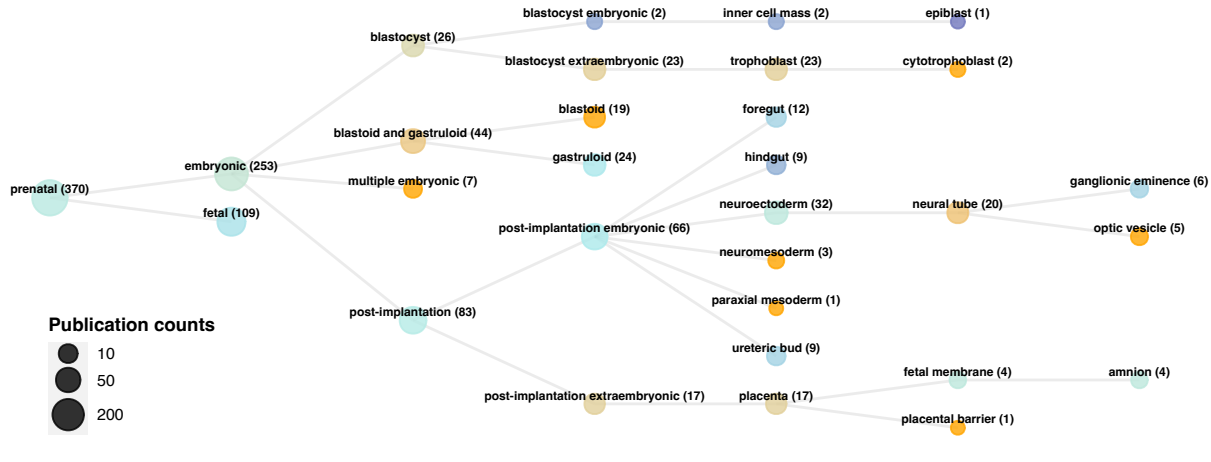 blastocyst embryonic (2)
inner cell mass (2)
epiblast (1)
blastocyst (26)
blastocyst extraembryonic (23)
trophoblast (23)
cytotrophoblast (2)
blastoid (19)
foregut (12)
blastoid and gastruloid (44)
gastruloid (24)
hindgut (9)
embryonic (253)
multiple embryonic (7)
ganglionic eminence (6)
prenatal (370)
fetal (109)
neuroectoderm (32)
neural tube (20)
post-implantation embryonic (66)
optic vesicle (5)
neuromesoderm (3)
paraxial mesoderm (1)
post-implantation (83)
ureteric bud (9)
fetal membrane (4)
amnion (4)
post-implantation extraembryonic (17)
placenta (17)
placental barrier (1)
Publication counts
10
50
200